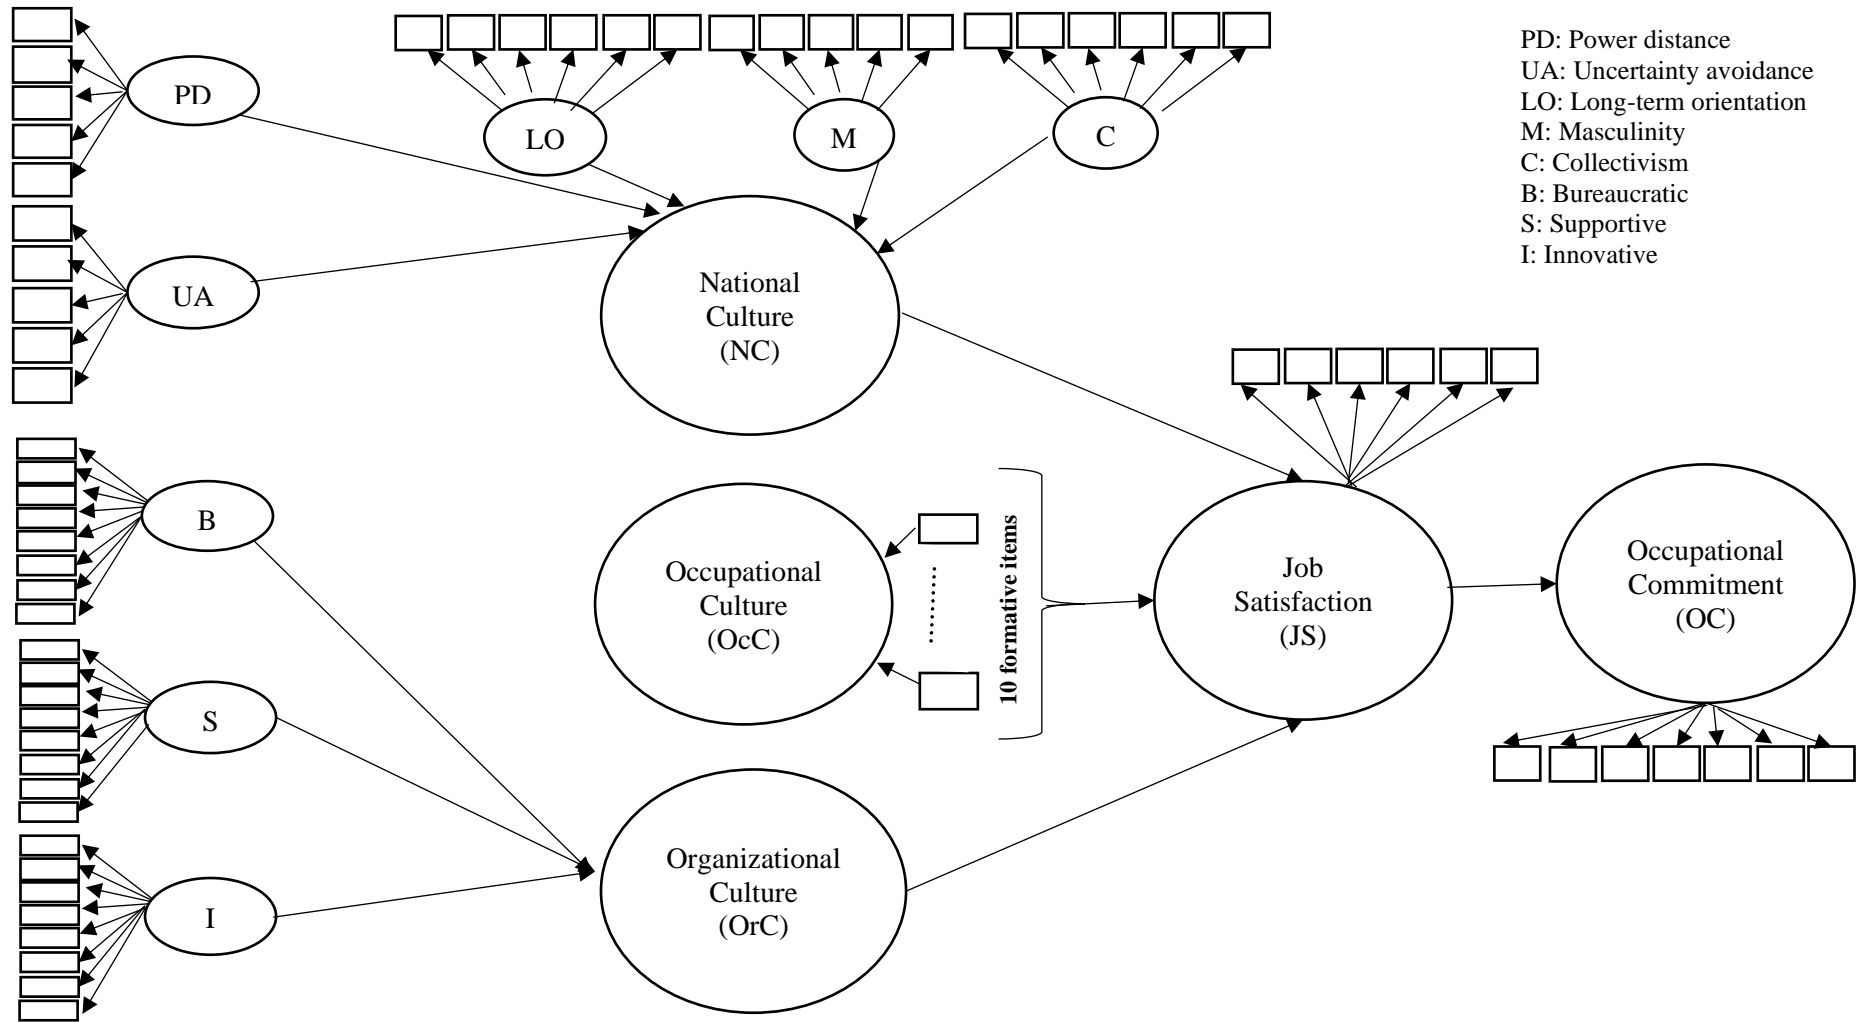 PD
LO
M
C
PD: Power distance
UA: Uncertainty avoidance
LO: Long-term orientation
M: Masculinity
C: Collectivism
B: Bureaucratic
S: Supportive
I: Innovative
UA
National
Culture
(NC)
B
Occupational
Culture
(OcC)
10 formative items
Job
Satisfaction
(JS)
Occupational
Commitment
(OC)
S
Organizational
Culture
(OrC)
I